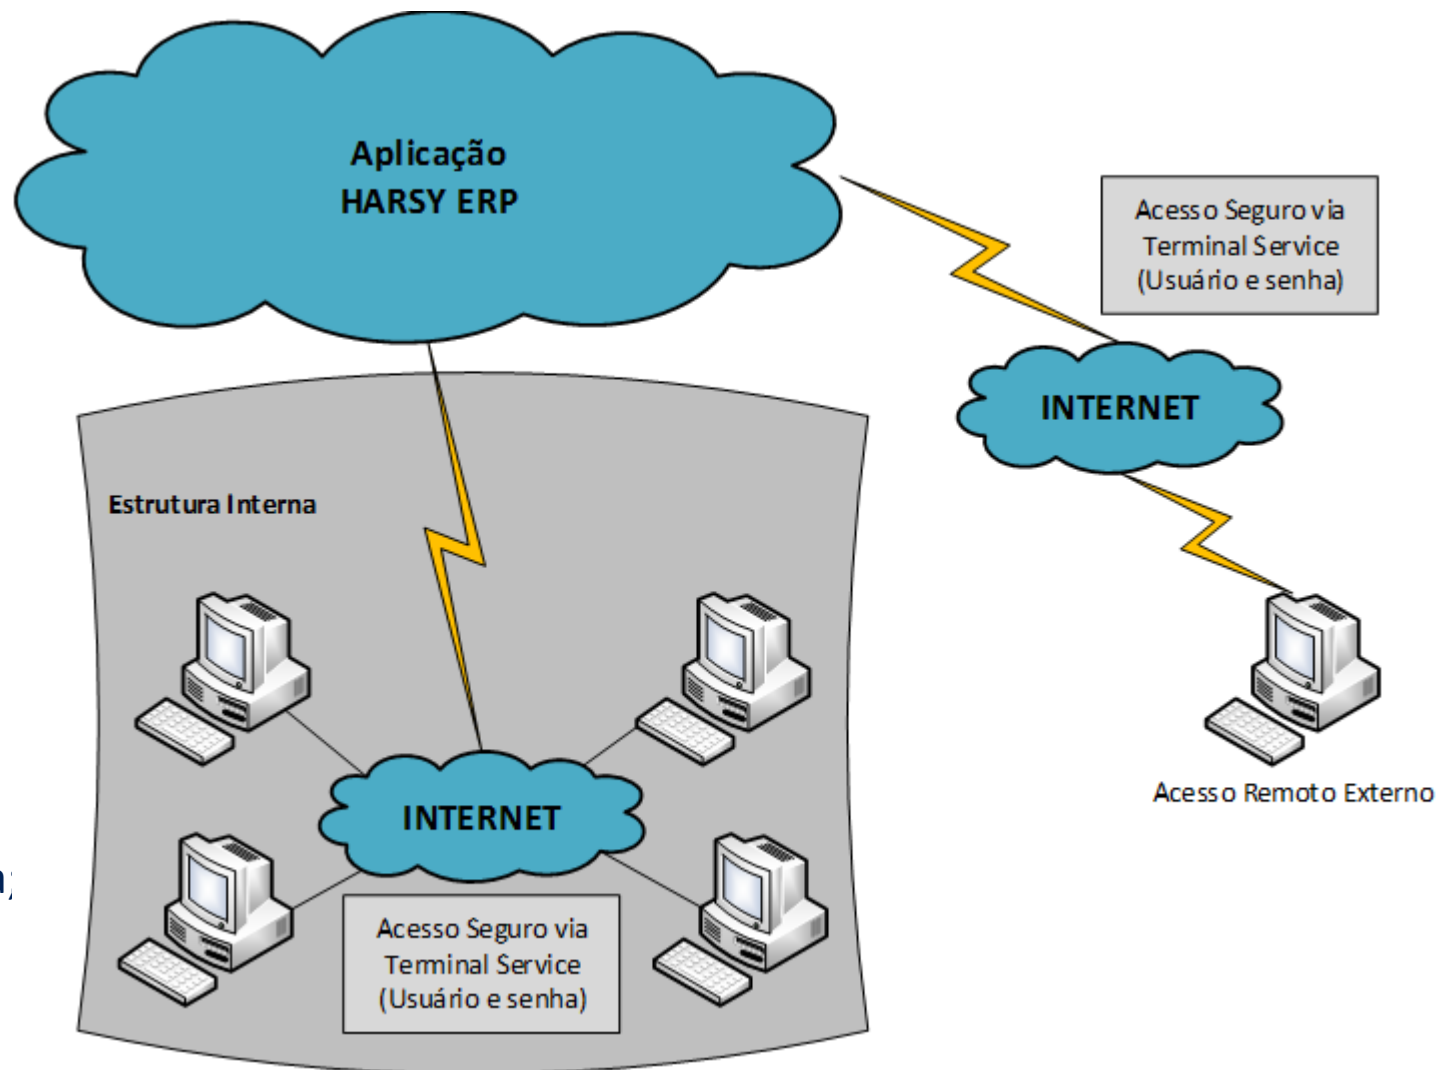 Aplicação
HARSY ERP
Acesso Seguro via
Terminal Service
(Usuário e senha)
INTERNET
Estrutura Interna
Acesso Remoto Externo
INTERNET
Acesso Seguro via
Terminal Service
(Usuário e senha)